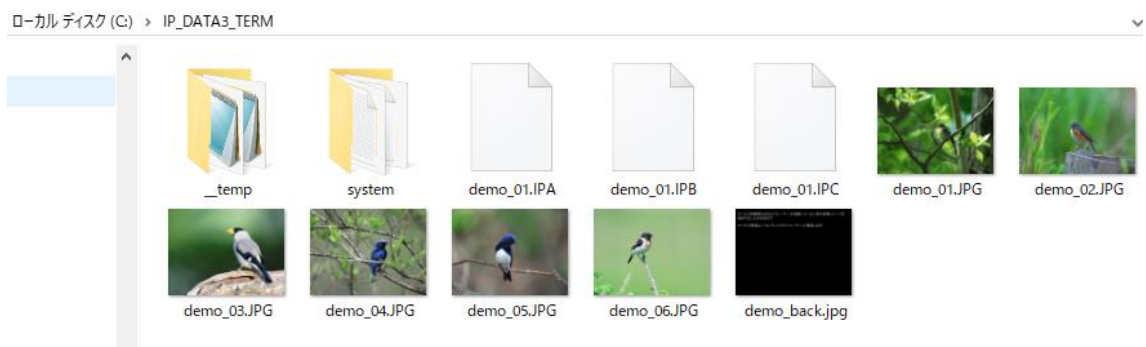 ローカル ディスク (C:) › IP_DATA3_TERM
__temp
system
demo_01.IPA
demo_01.IPB
demo_01.IPC
demo_01.JPG
demo_02.JPG
demo_03.JPG
demo_04.JPG
demo_05.JPG
demo_06.JPG
demo_back.jpg